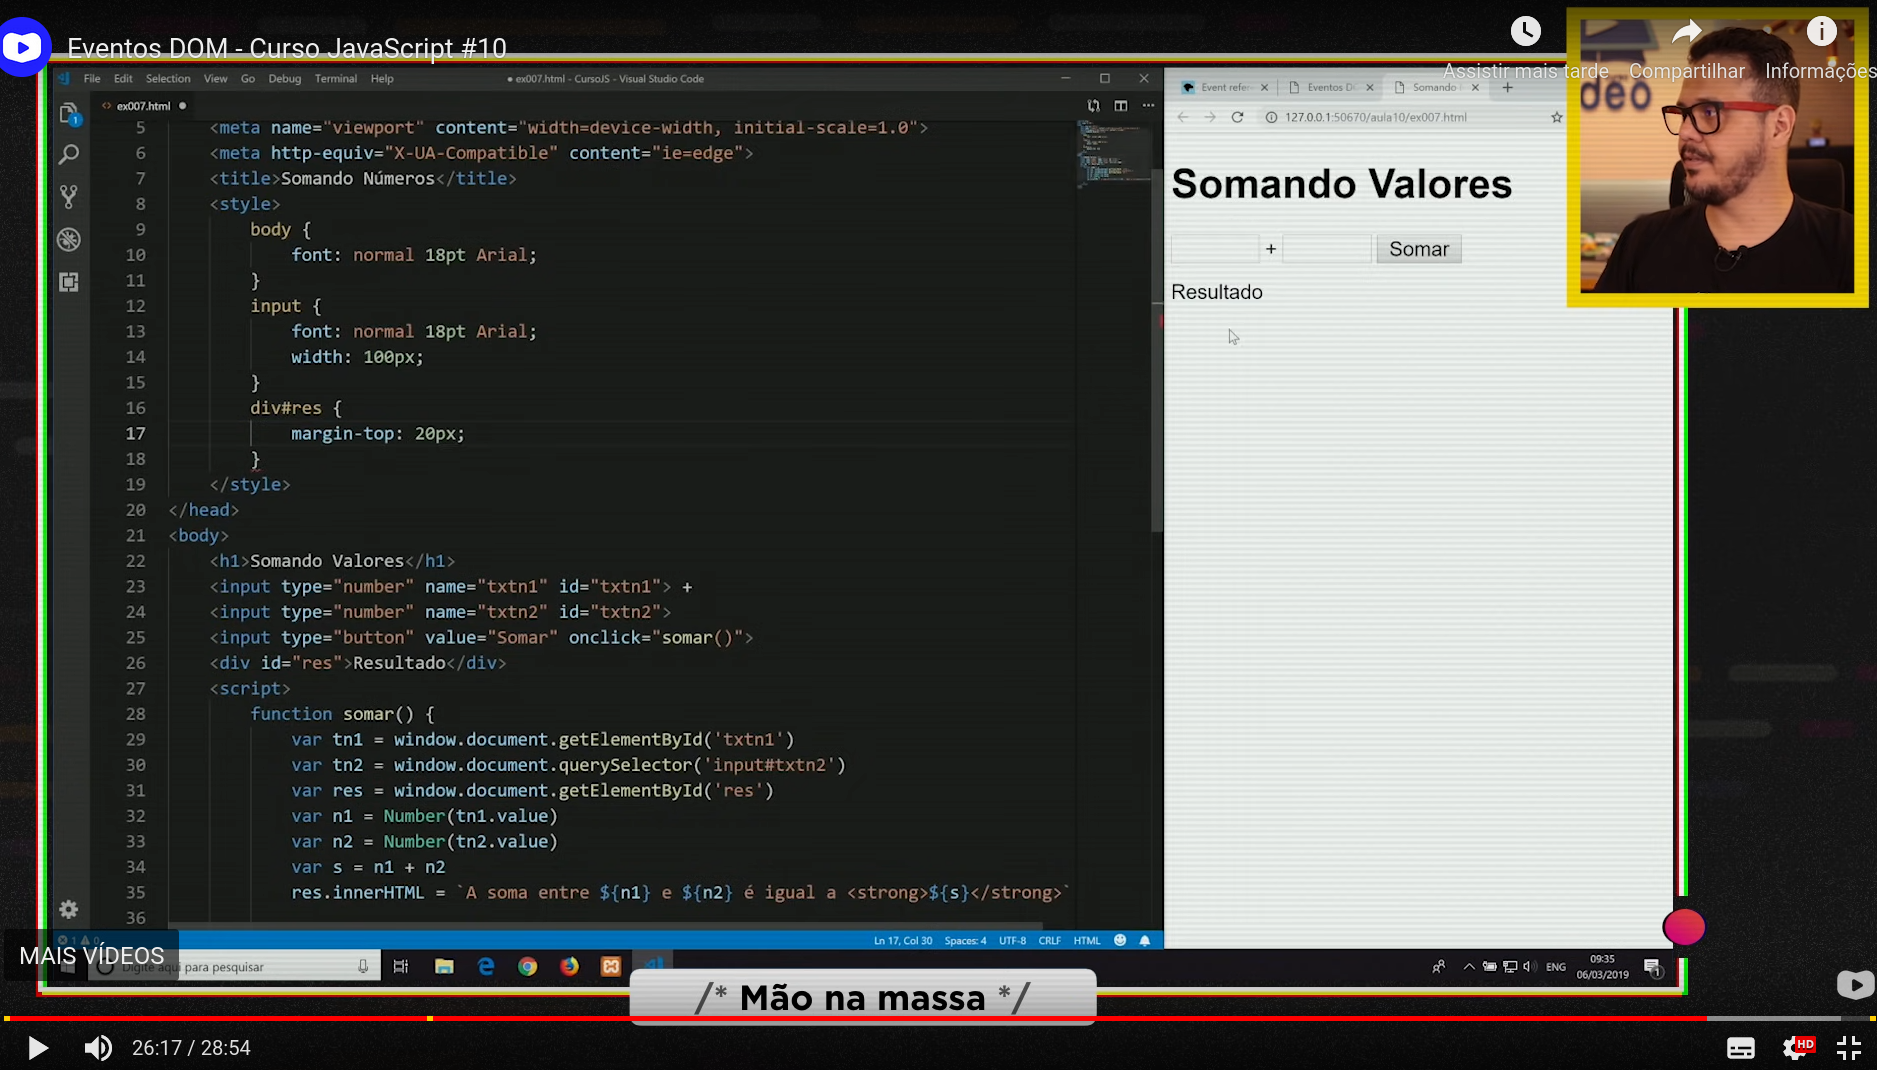 Eventos DOM - Curso JavaScript #10
Assistir mais tarde
Compartilhar
Informações
File Edit Selection View Go Debug Terminal Help
● ex007.html - CursoJS - Visual Studio Code
<> ex007.html ●
5 <meta name="viewport" content="width=device-width, initial-scale=1.0">
6 <meta http-equiv="X-UA-Compatible" content="ie=edge">
7 <title>Somando Números</title>
8 <style>
9 body {
10 font: normal 18pt Arial;
11 }
12 input {
13 font: normal 18pt Arial;
14 width: 100px;
15 }
16 div#res {
17 margin-top: 20px;
18 }
19 </style>
20 </head>
21 <body>
22 <h1>Somando Valores</h1>
23 <input type="number" name="txtn1" id="txtn1"> +
24 <input type="number" name="txtn2" id="txtn2">
25 <input type="button" value="Somar" onclick="somar()">
26 <div id="res">Resultado</div>
27 <script>
28 function somar() {
29 var tn1 = window.document.getElementById('txtn1')
30 var tn2 = window.document.querySelector('input#txtn2')
31 var res = window.document.getElementById('res')
32 var n1 = Number(tn1.value)
33 var n2 = Number(tn2.value)
34 var s = n1 + n2
35 res.innerHTML = `A soma entre ${n1} e ${n2} é igual a <strong>${s}</strong>`
36
1
Ln 17, Col 30 Spaces: 4 UTF-8 CRLF HTML
Event refer
Eventos D
Somando
127.0.0.1:50670/aula10/ex007.html
deo
Somando Valores
+ Somar
Resultado
MAIS VÍDEOS
Digite aqui para pesquisar
ENG
09:35
06/03/2019
1
/* Mão na massa */
26:17 / 28:54
HD